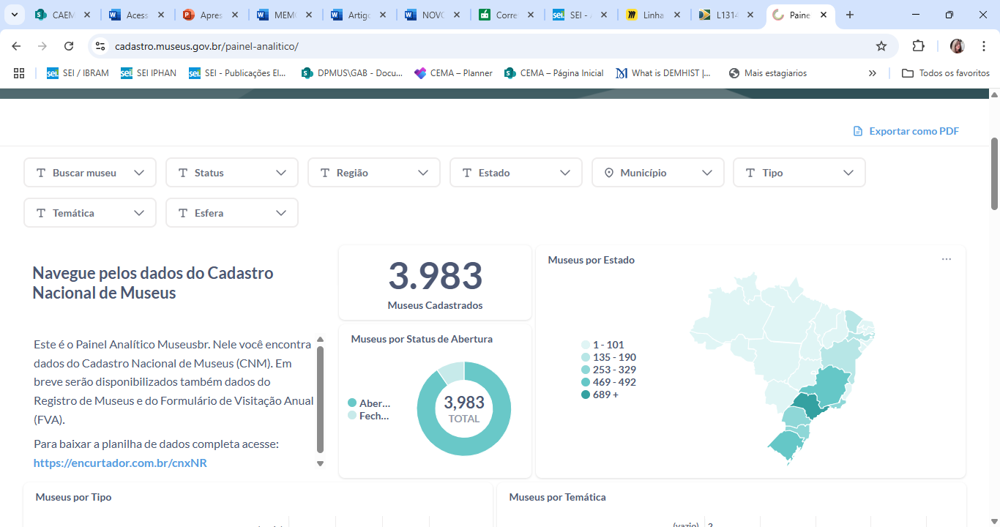 CAEM
Acess
Apres
MEM
Artig
NOVO
Corre
SEI - 
Linha
L131
Paine
cadastro.museus.gov.br/painel-analitico/
SEI / IBRAM
SEI IPHAN
SEI - Publicações El...
DPMUS\GAB - Docu...
CEMA – Planner
CEMA – Página Inicial
What is DEMHIST |...
Mais estagiarios
Todos os favoritos
Exportar como PDF
Buscar museu
Status
Região
Estado
Município
Tipo
Temática
Esfera
Navegue pelos dados do Cadastro
Nacional de Museus
Este é o Painel Analítico Museusbr. Nele você encontra
dados do Cadastro Nacional de Museus (CNM). Em
breve serão disponibilizados também dados do
Registro de Museus e do Formulário de Visitação Anual
(FVA).
Para baixar a planilha de dados completa acesse:
https://encurtador.com.br/cnxNR
3.983
Museus Cadastrados
Museus por Status de Abertura
Aber...
Fech...
3,983
TOTAL
Museus por Estado
1 - 101
135 - 190
253 - 329
469 - 492
689 +
Museus por Tipo
Museus por Temática
(vazio) 2